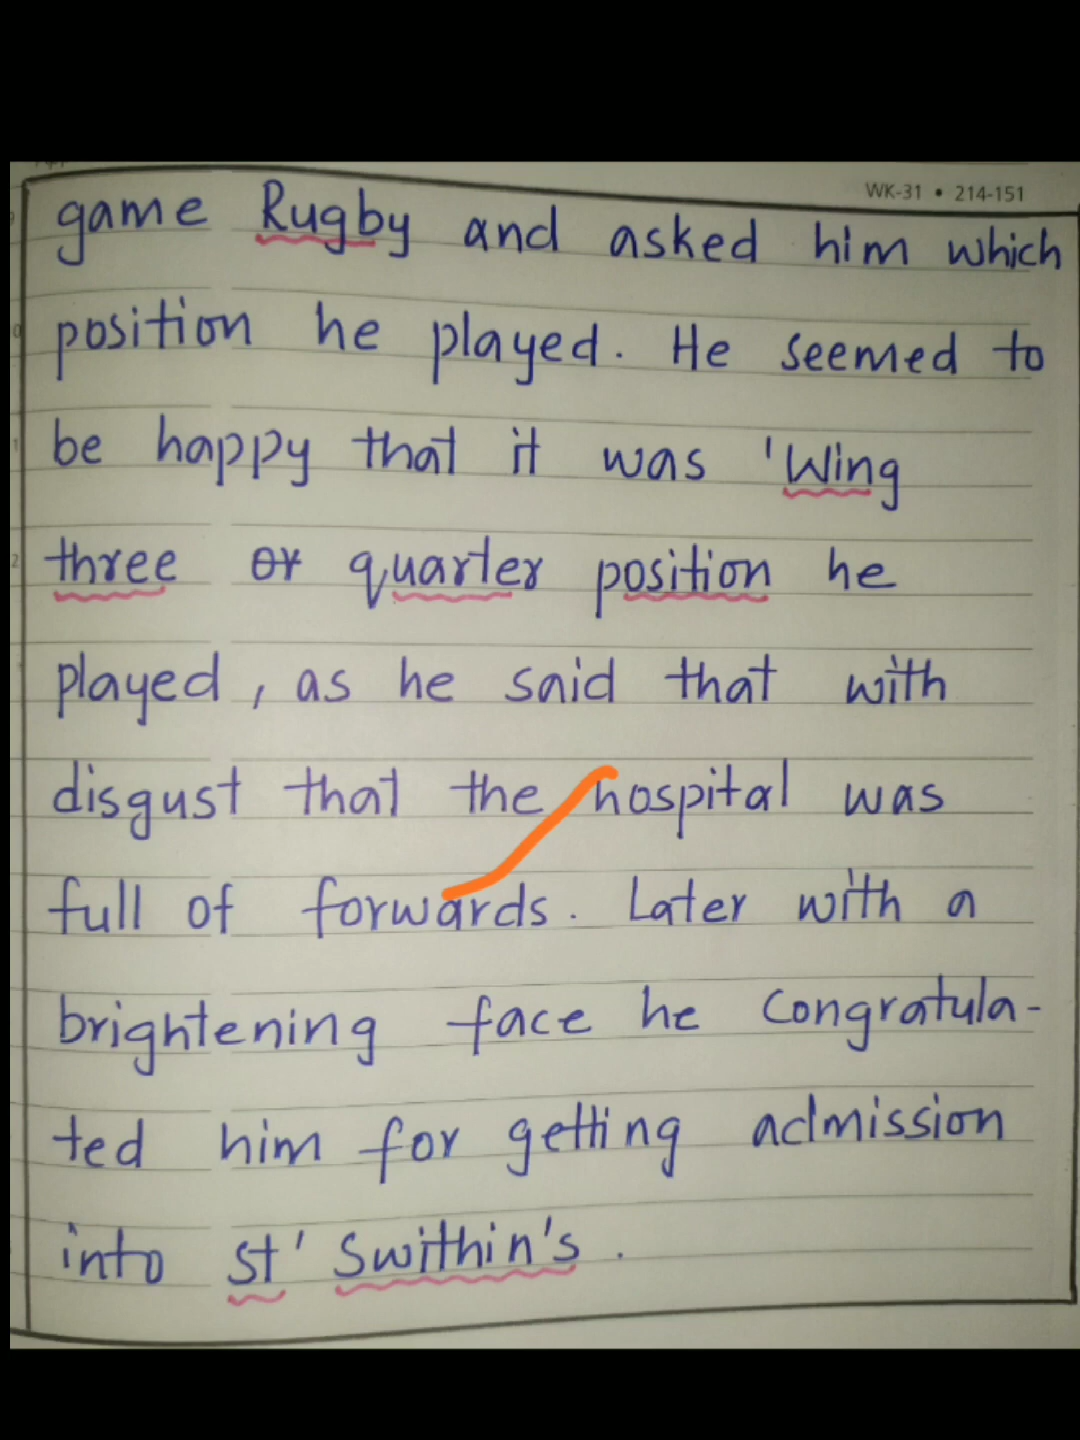 WK-31 • 214-151
game Rugby and asked him which
position he played. He seemed to
be happy that it was 'Wing
three or quarter position he
played, as he said that with
disgust that the hospital was
full of forwards. Later with a
brightening face he congratula-
ted him for getting admission
into st' Swithin's.